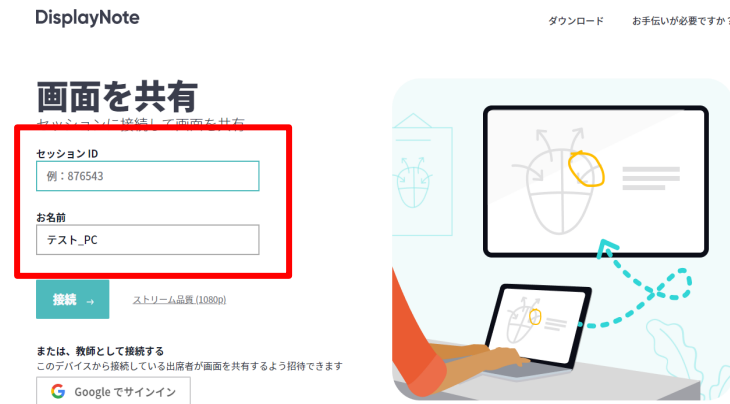 DisplayNote
ダウンロード
お手伝いが必要ですか?
画面を共有
セッションに接続して画面を共有
セッション ID
例：876543
お名前
テスト_PC
接続 →
ストリーム品質 (1080p)
または、教師として接続する
このデバイスから接続している出席者が画面を共有するよう招待できます
Google でサインイン